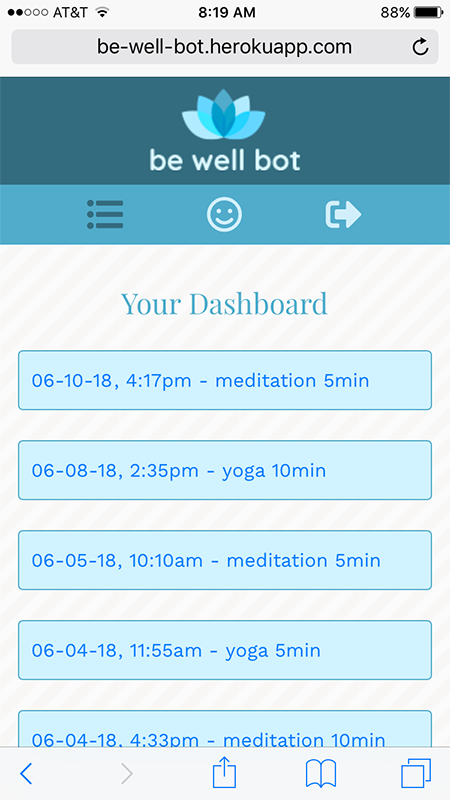 AT&T 8:19 AM 88%
be-well-bot.herokuapp.com
be well bot
Your Dashboard
06-10-18, 4:17pm - meditation 5min
06-08-18, 2:35pm - yoga 10min
06-05-18, 10:10am - meditation 5min
06-04-18, 11:55am - yoga 5min
06-04-18, 4:33pm - meditation 10min